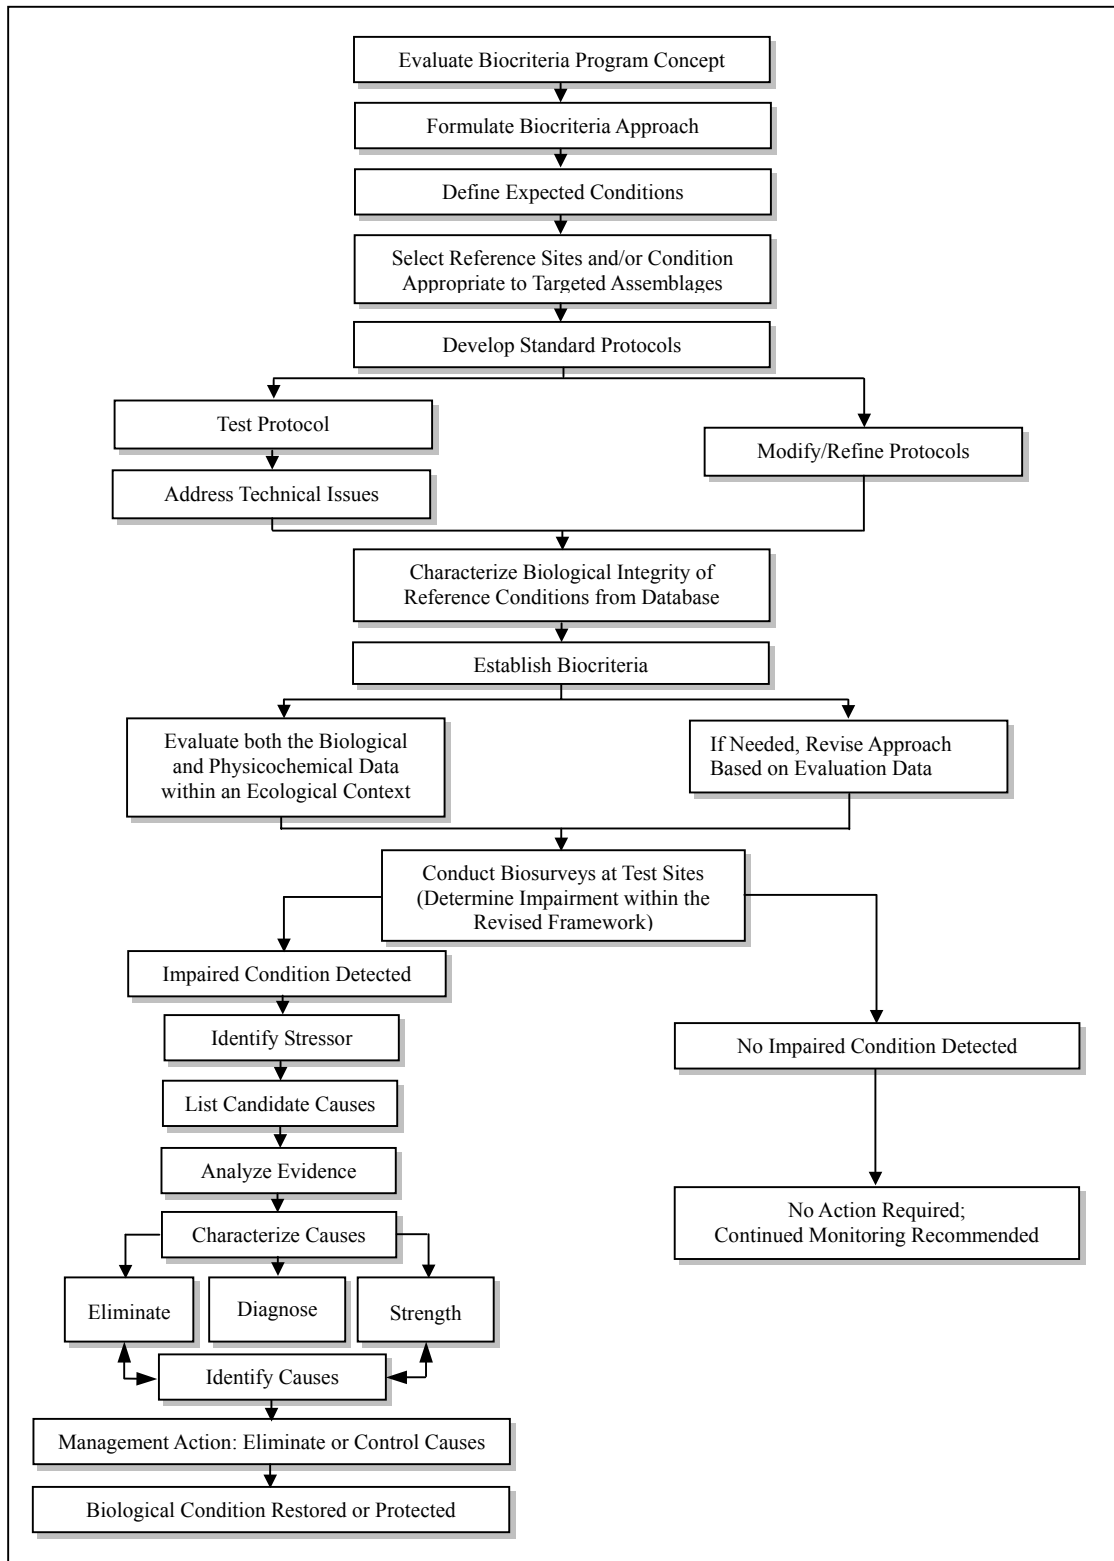 Evaluate Biocriteria Program Concept
Formulate Biocriteria Approach
Define Expected Conditions
Select Reference Sites and/or Condition
Appropriate to Targeted Assemblages
Develop Standard Protocols
Test Protocol
Modify/Refine Protocols
Address Technical Issues
Characterize Biological Integrity of
Reference Conditions from Database
Establish Biocriteria
Evaluate both the Biological
and Physicochemical Data
within an Ecological Context
If Needed, Revise Approach
Based on Evaluation Data
Conduct Biosurveys at Test Sites
(Determine Impairment within the
Revised Framework)
Impaired Condition Detected
Identify Stressor
No Impaired Condition Detected
List Candidate Causes
Analyze Evidence
No Action Required;
Continued Monitoring Recommended
Characterize Causes
Eliminate
Diagnose
Strength
Identify Causes
Management Action: Eliminate or Control Causes
Biological Condition Restored or Protected